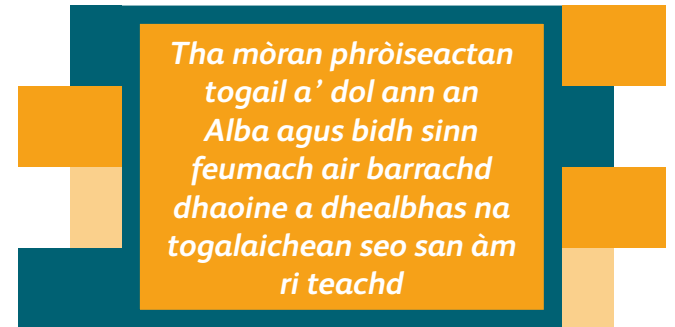 Tha mòran phròiseactan
togail a’ dol ann an
Alba agus bidh sinn
feumach air barrachd
dhaoine a dhealbhas na
togalaichean seo san àm
ri teachd